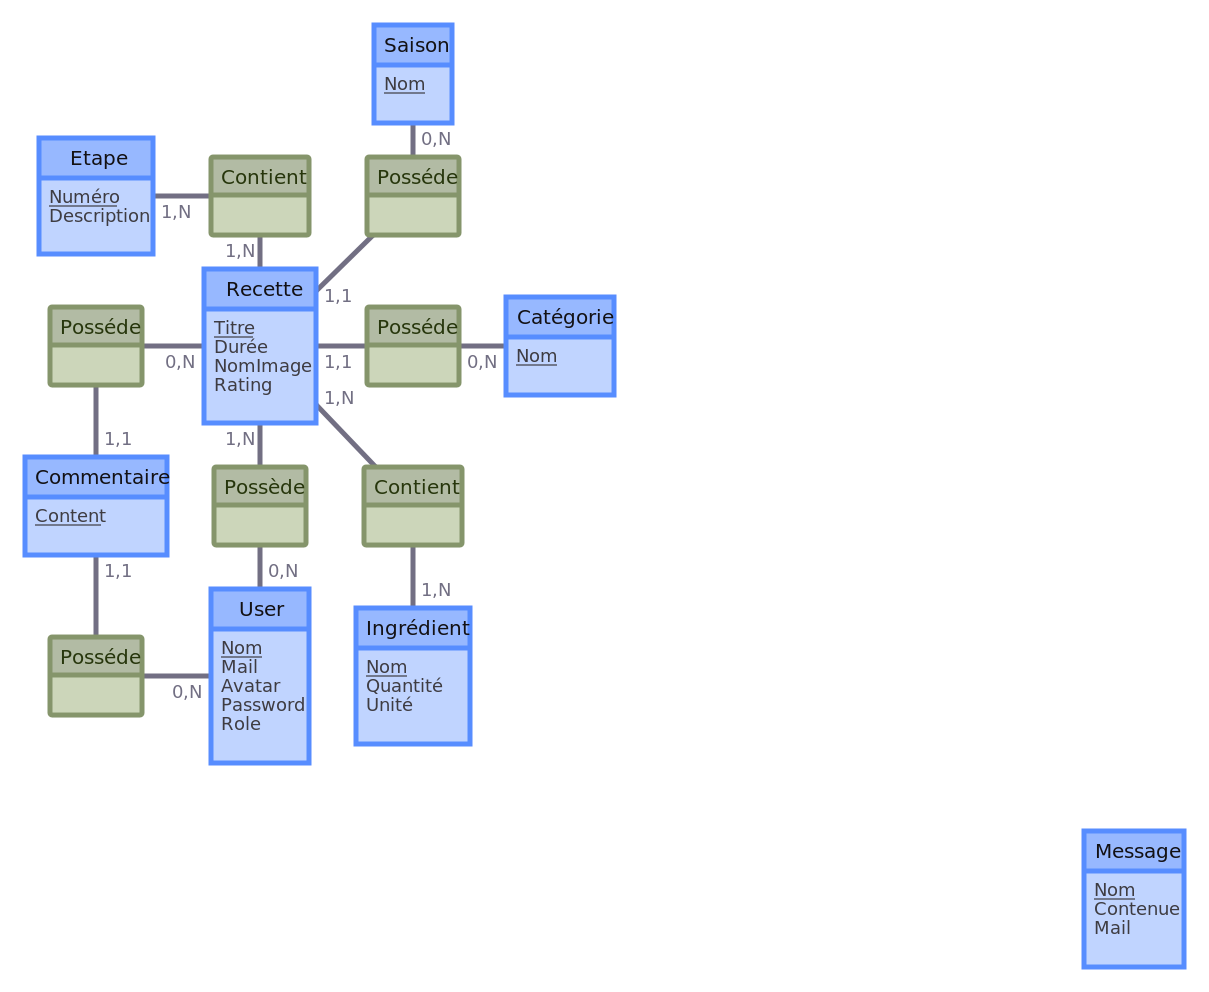 Saison
Nom
0,N
Etape
Numéro
Description
1,N
Contient
1,N
Posséde
1,1
Recette
Titre
Durée
NomImage
Rating
Posséde
0,N
1,1
Posséde
0,N
Catégorie
Nom
1,N
1,1
1,N
Commentaire
Content
Possède
Contient
1,1
0,N
1,N
User
Nom
Mail
Avatar
Password
Role
Ingrédient
Nom
Quantité
Unité
Posséde
0,N
Message
Nom
Contenue
Mail